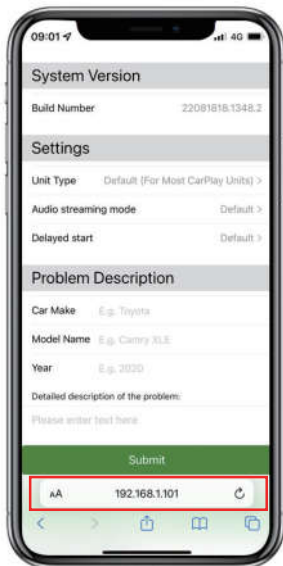 09:01 4G
System Version
Build Number 22081818.1348.2
Settings
Unit Type Default (For Most CarPlay Units) >
Audio streaming mode Default >
Delayed start Default >
Problem Description
Car Make E.g. Toyota
Model Name E.g. Camry XLE
Year E.g. 2020
Detailed description of the problem:
Please enter text here
Submit
AA 192.168.1.101